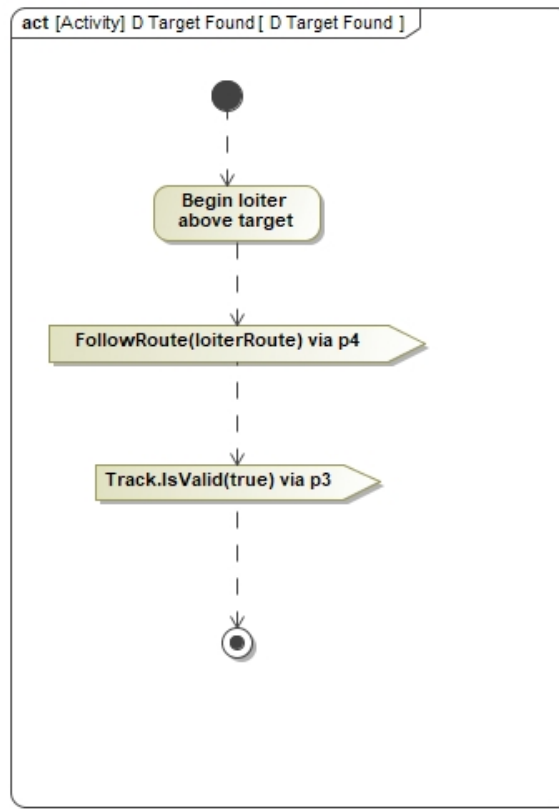 act [Activity] D Target Found [ D Target Found ]
Begin loiter
above target
FollowRoute(loiterRoute) via p4
Track.IsValid(true) via p3